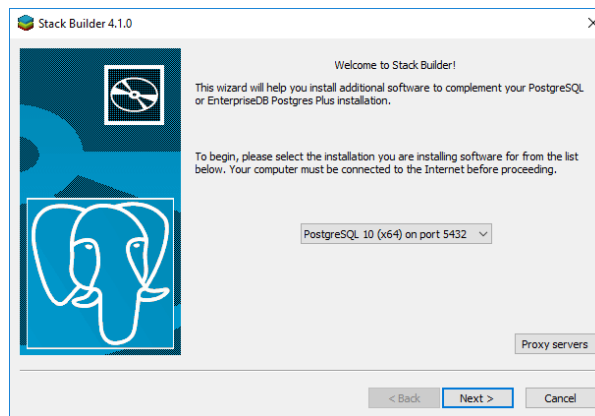 Stack Builder 4.1.0
Welcome to Stack Builder!
This wizard will help you install additional software to complement your PostgreSQL
or EnterpriseDB Postgres Plus installation.
To begin, please select the installation you are installing software for from the list
below. Your computer must be connected to the Internet before proceeding.
PostgreSQL 10 (x64) on port 5432
Proxy servers
< Back
Next >
Cancel